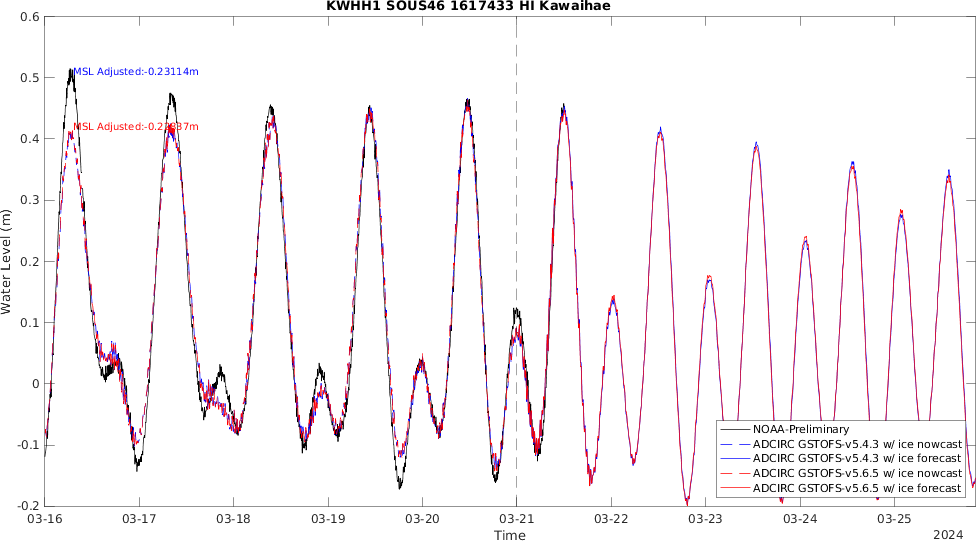 KWHH1 SOUS46 1617433 HI Kawaihae
0.6
0.5
0.4
0.3
0.2
0.1
0
-0.1
-0.2
Water Level (m)
MSL Adjusted:-0.23114m
MSL Adjusted:
NOAA-Preliminary
ADCIRC GSTOFS-v5.4.3 w/ ice nowcast
ADCIRC GSTOFS-v5.4.3 w/ ice forecast
ADCIRC GSTOFS-v5.6.5 w/ ice nowcast
ADCIRC GSTOFS-v5.6.5 w/ ice forecast
03-16 03-17 03-18 03-19 03-20 03-21 03-22 03-23 03-24 03-25
Time
2024